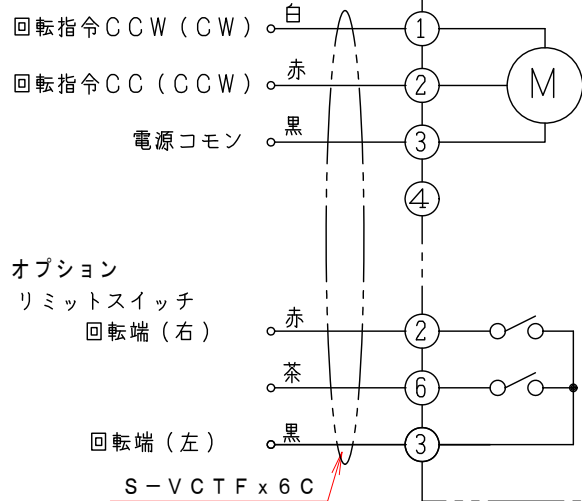 回転指令CCW(CW) 白 1
回転指令CC(CCW) 赤 2 M
電源コモン 黒 3
4
オプション
リミットスイッチ
回転端(右) 赤 2
茶 6
回転端(左) 黒 3
S-VCTFx6C